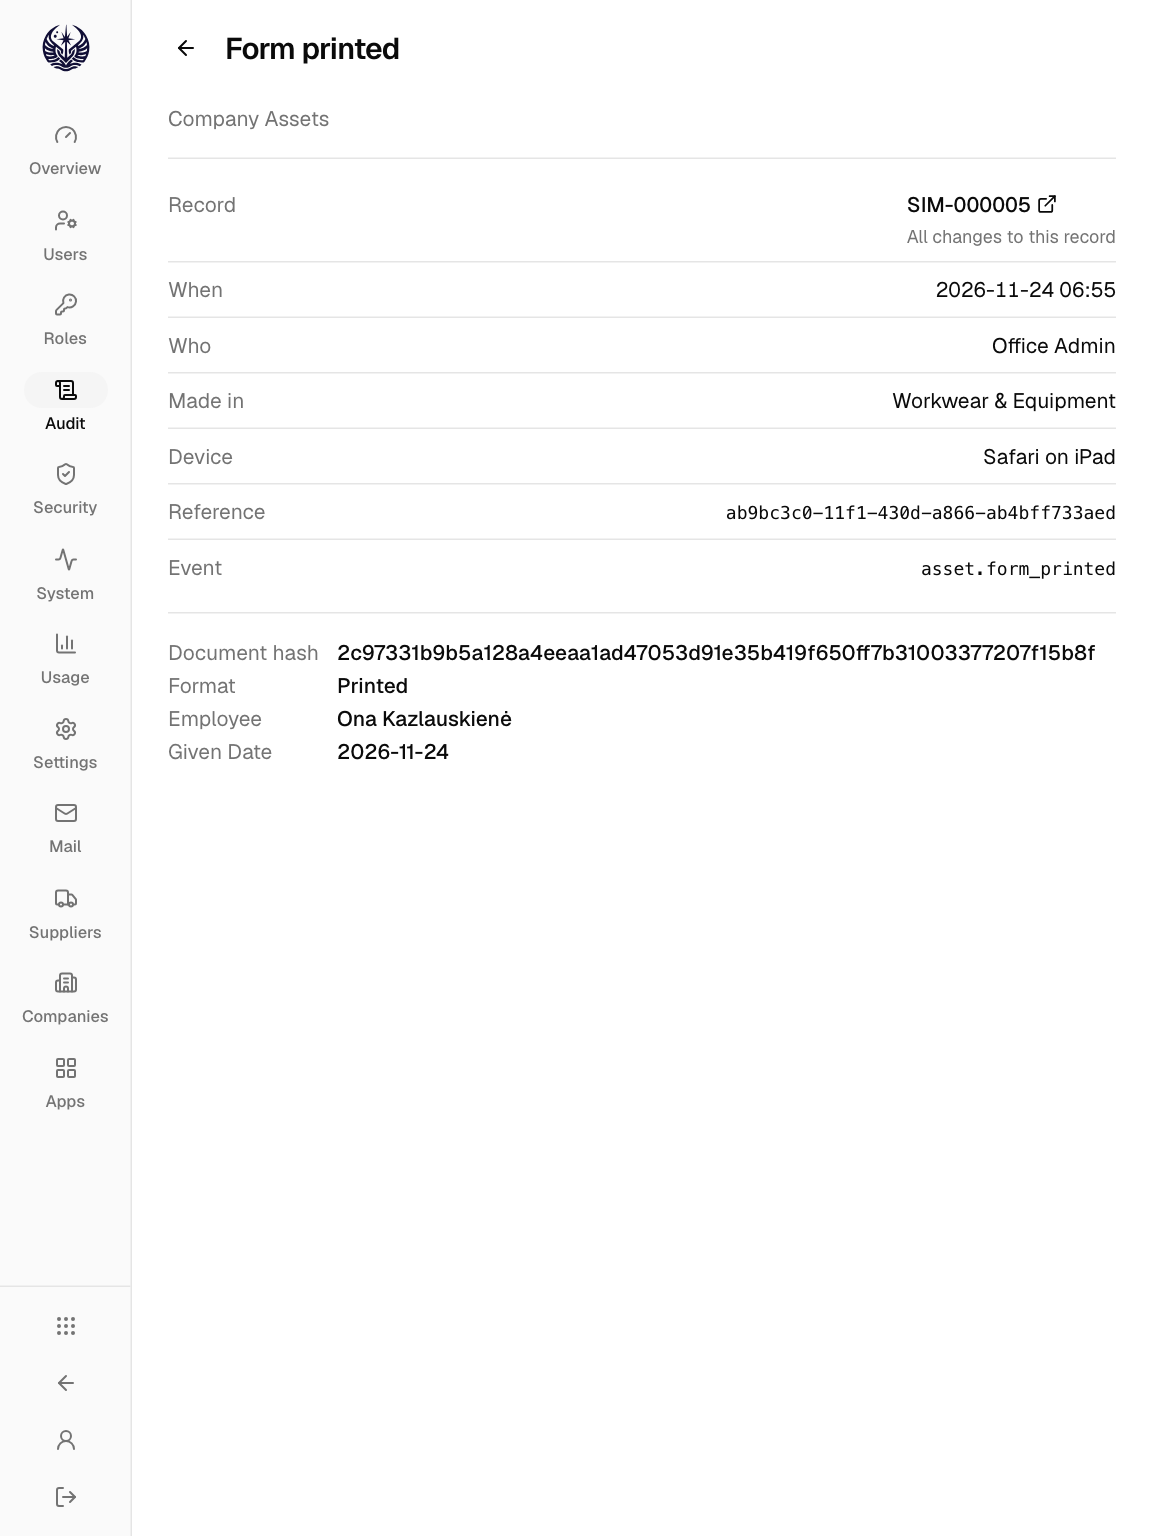 Form printed
Company Assets
Record
SIM-000005
All changes to this record
When
2026-11-24 06:55
Who
Office Admin
Made in
Workwear & Equipment
Device
Safari on iPad
Reference
ab9bc3c0-11f1-430d-a866-ab4bff733aed
Event
asset.form_printed
Document hash 2c97331b9b5a128a4eeaa1ad47053d91e35b419f650ff7b31003377207f15b8f
Format Printed
Employee Ona Kazlauskienė
Given Date 2026-11-24
Overview
Users
Roles
Audit
Security
System
Usage
Settings
Mail
Suppliers
Companies
Apps